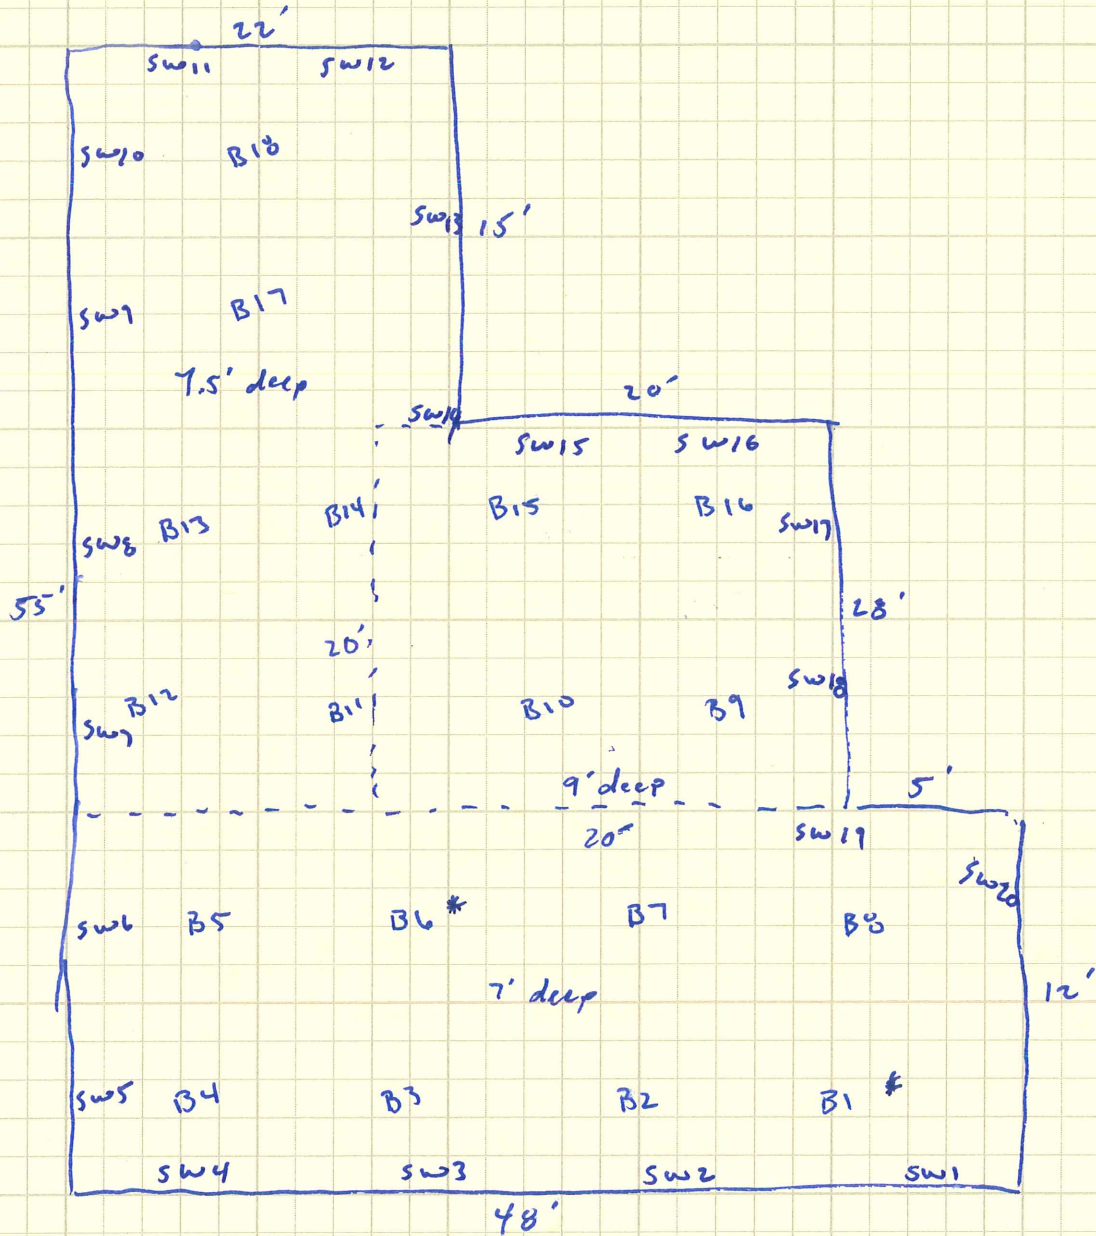 22'
SW11 SW12
SW10 B18
SW13 15'
SW9 B17
7.5' deep
20'
SW14
SW15 SW16
B13 B14 B15 B16 SW17
SW8
55' 28'
20'
SW18
B12 B11 B10 B9
SW7
9' deep 5'
20' SW19
SW20
SW6 B5 B6 * B7 B8
7' deep 12'
SW5 B4 B3 B2 B1 *
SW4 SW3 SW2 SW1
48'